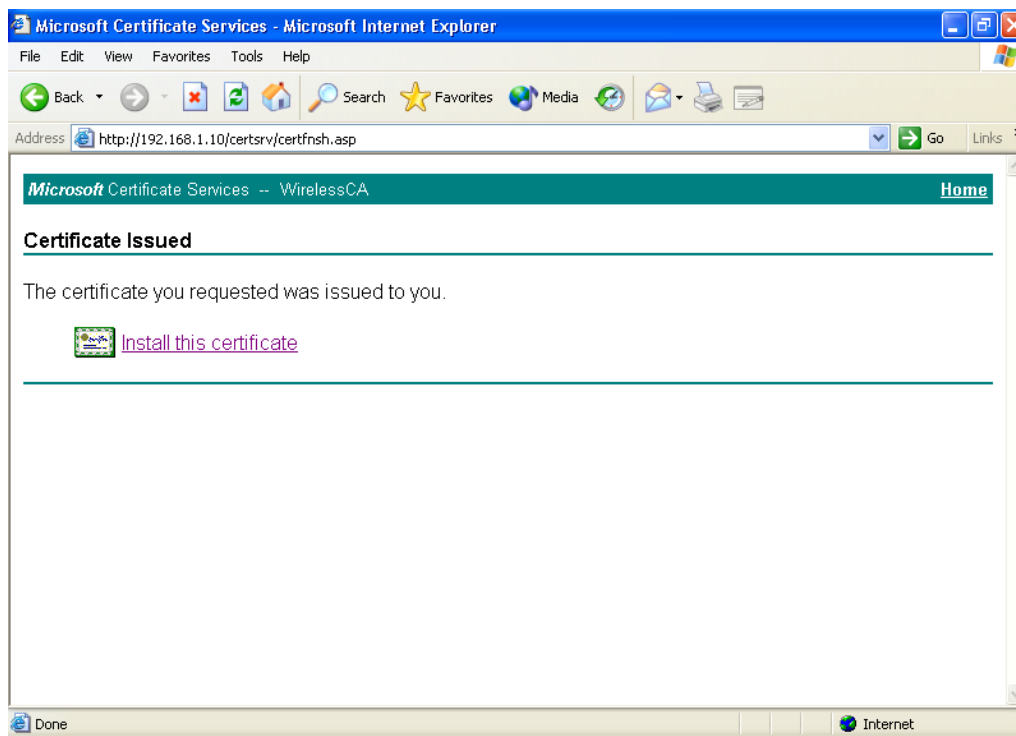 Microsoft Certificate Services - Microsoft Internet Explorer
File Edit View Favorites Tools Help
Back Search Favorites Media
Address http://192.168.1.10/certsrv/certfnsh.asp Go Links
Microsoft Certificate Services -- WirelessCA Home
Certificate Issued
The certificate you requested was issued to you.
Install this certificate
Done Internet